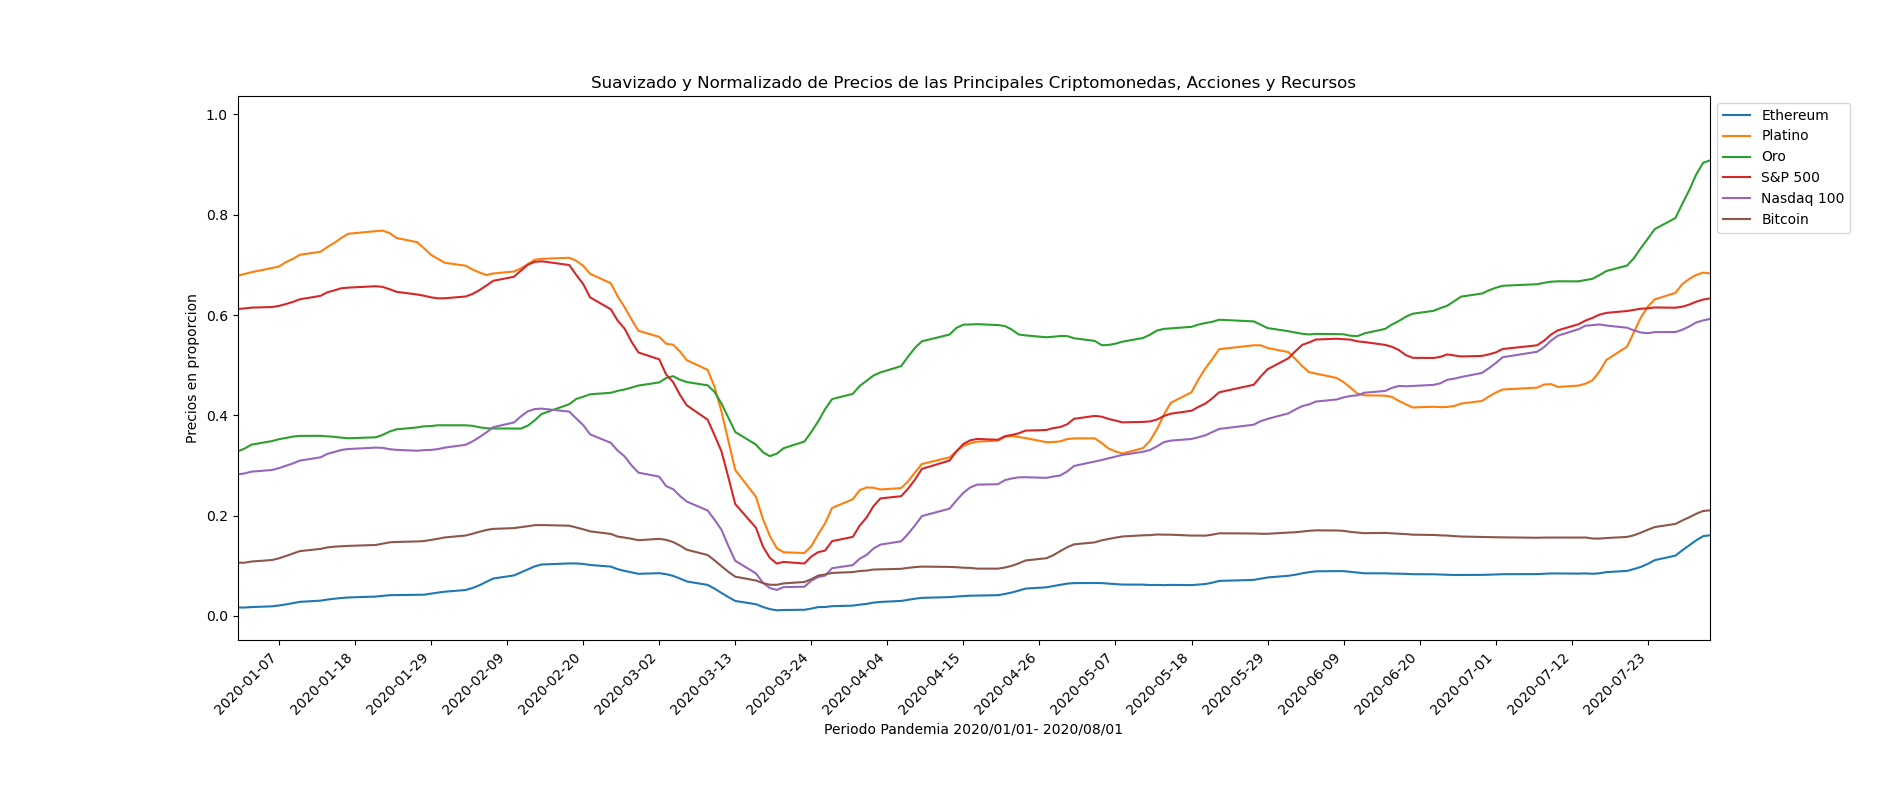 Suavizado y Normalizado de Precios de las Principales Criptomonedas, Acciones y Recursos
Precios en proporcion
1.0
0.8
0.6
0.4
0.2
0.0
2020-01-07
2020-01-18
2020-01-29
2020-02-09
2020-02-20
2020-03-02
2020-03-13
2020-03-24
2020-04-04
2020-04-15
2020-04-26
2020-05-07
2020-05-18
2020-05-29
2020-06-09
2020-06-20
2020-07-01
2020-07-12
2020-07-23
Periodo Pandemia 2020/01/01- 2020/08/01
Ethereum
Platino
Oro
S&P 500
Nasdaq 100
Bitcoin